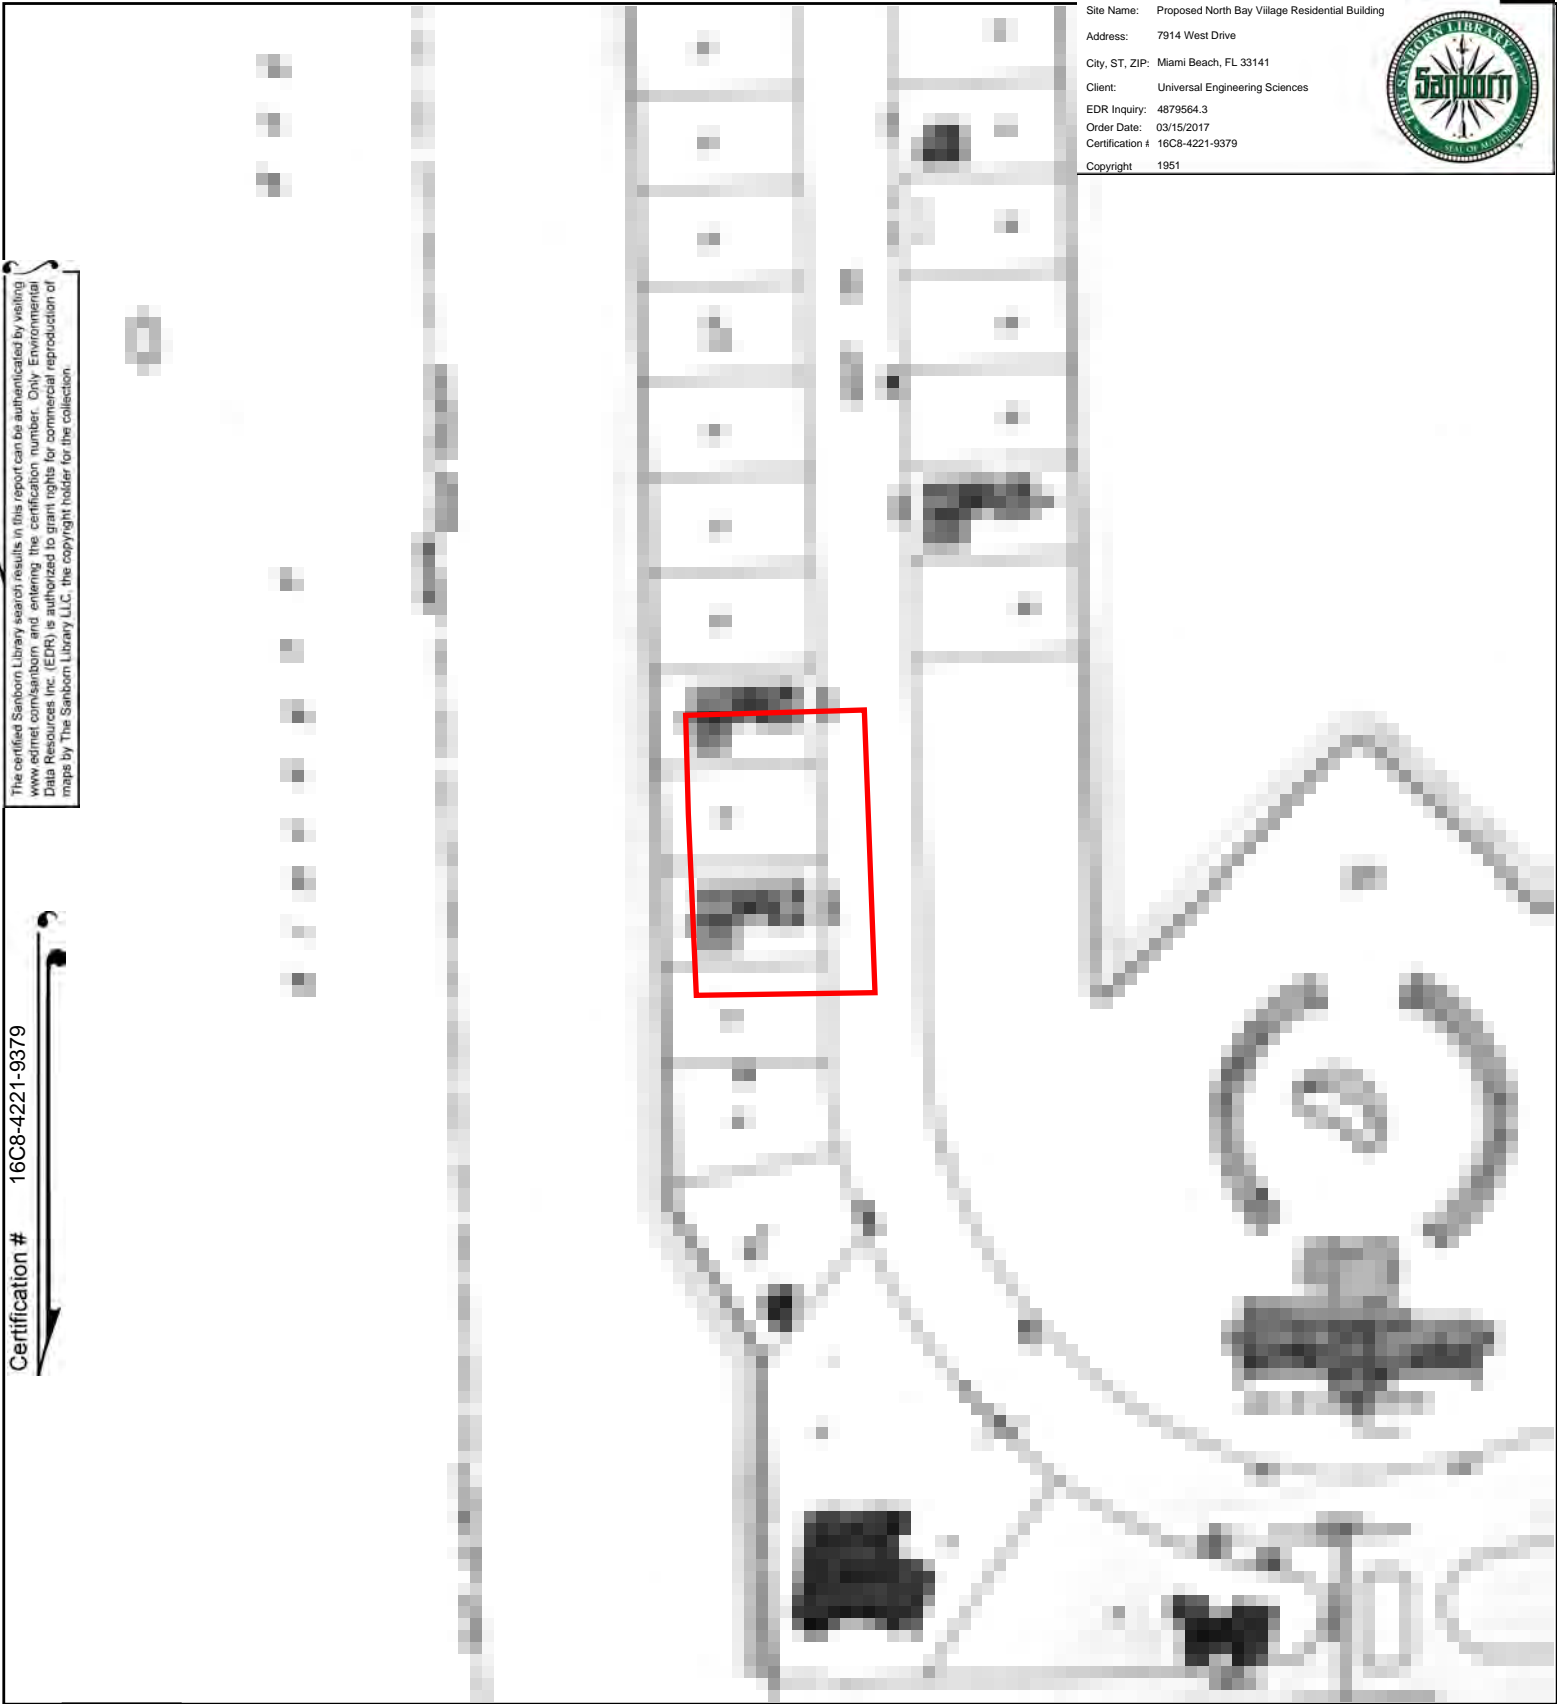 Site Name: Proposed North Bay Viilage Residential Building
Address: 7914 West Drive
City, ST, ZIP: Miami Beach, FL 33141
Client: Universal Engineering Sciences
EDR Inquiry: 4879564.3
Order Date: 03/15/2017
Certification # 16C8-4221-9379
Copyright 1951
THE SANBORN LIBRARY LLC
Sanborn
SEAL OF AUTHORITY
The certified Sanborn Library search results in this report can be authenticated by visiting
www.edrnet.com/sanborn and entering the certification number. Only Environmental
Data Resources Inc. (EDR) is authorized to grant rights for commercial reproduction of
maps by The Sanborn Library LLC, the copyright holder for the collection.
Certification # 16C8-4221-9379